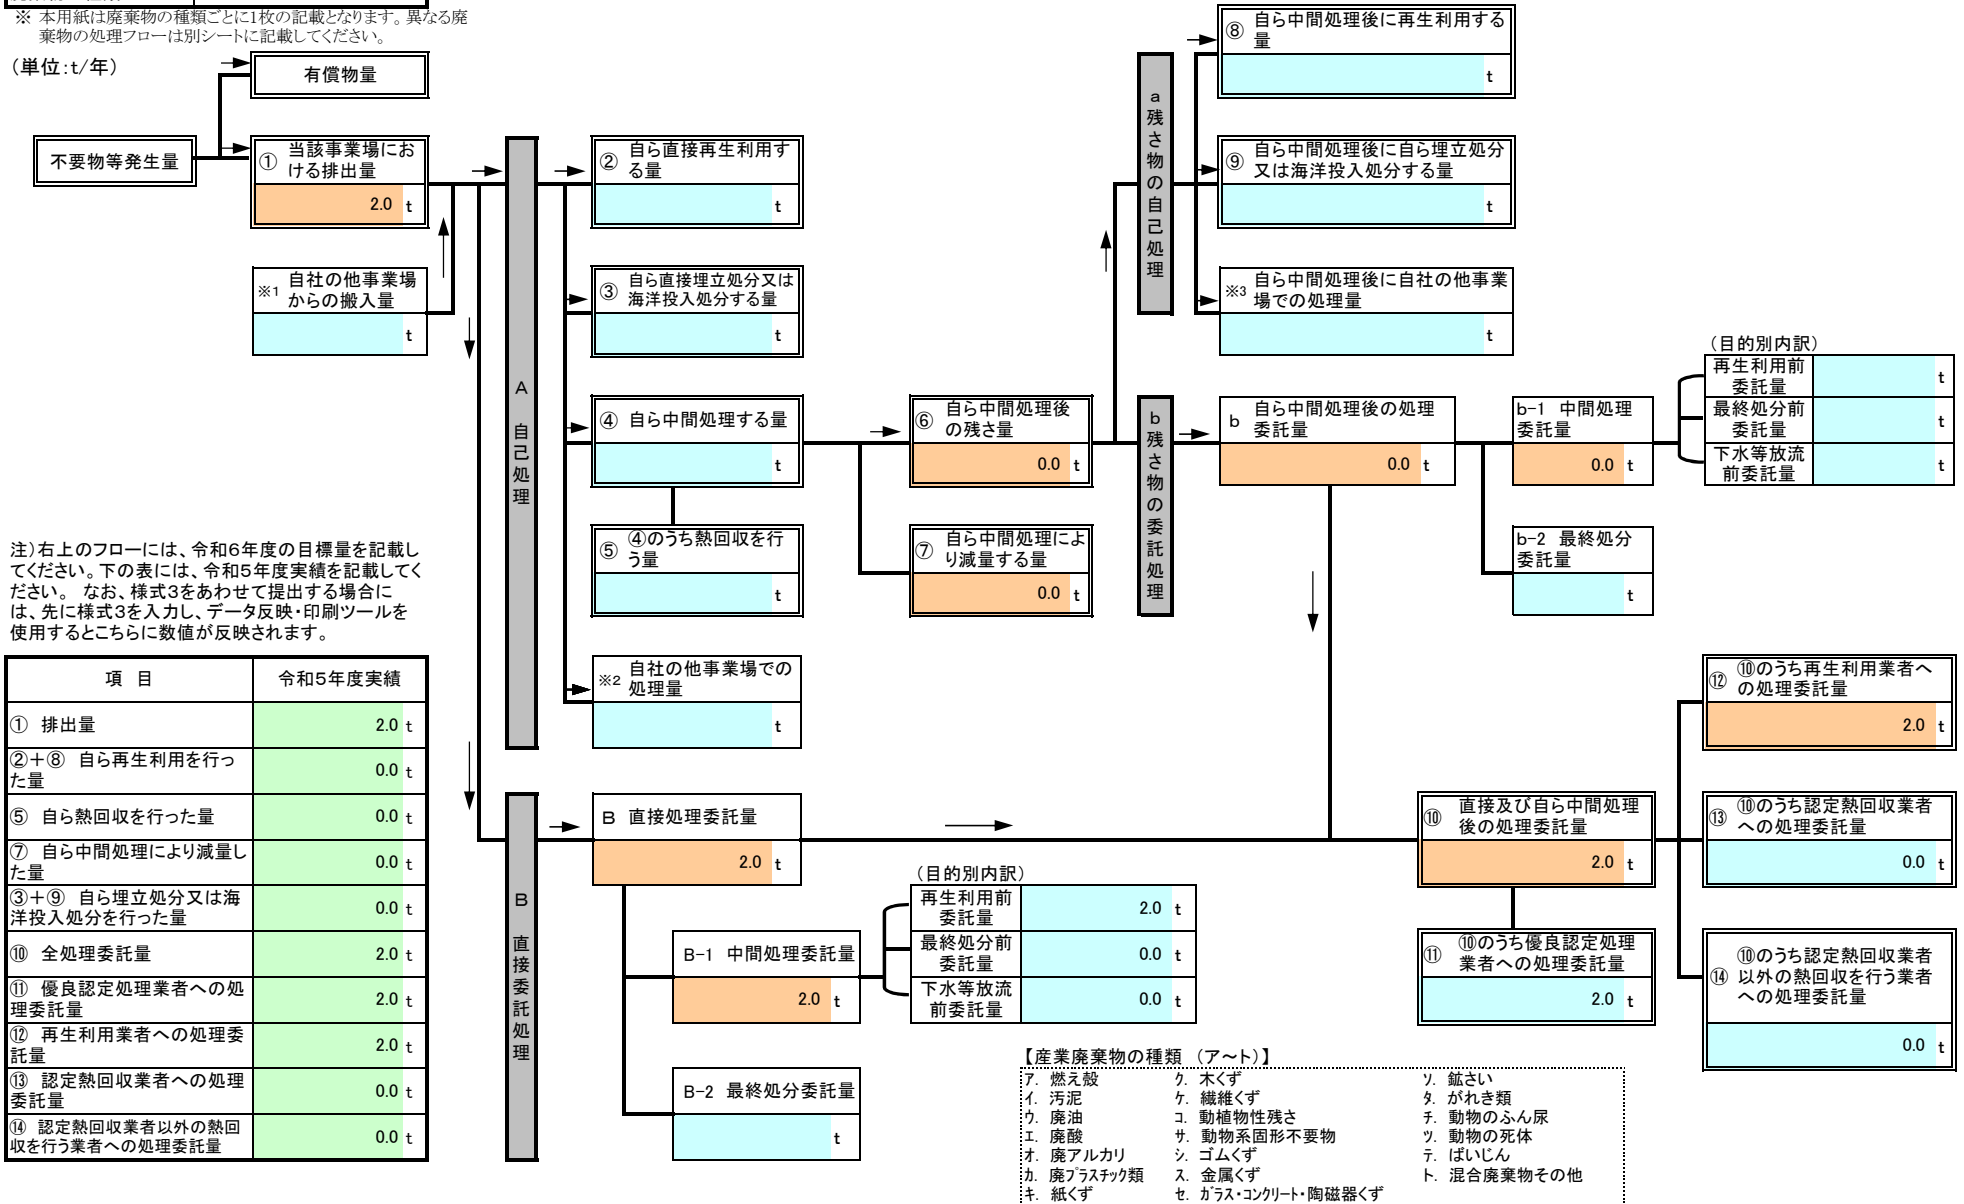 ※ 本用紙は廃棄物の種類ごとに1枚の記載となります。異なる廃
棄物の処理フローは別シートに記載してください。
（単位:t/年）
有償物量
不要物等発生量
① 当該事業場にお
ける排出量
2.0 t
※1 自社の他事業場
からの搬入量
t
A 自己処理
② 自ら直接再生利用す
る量
t
③ 自ら直接埋立処分又は
海洋投入処分する量
t
④ 自ら中間処理する量
t
⑤ ④のうち熱回収を行
う量
t
※2 自社の他事業場での
処理量
t
⑥ 自ら中間処理後
の残さ量
0.0 t
⑦ 自ら中間処理によ
り減量する量
0.0 t
a 残さ物の自己処理
⑧ 自ら中間処理後に再生利用する
量
t
⑨ 自ら中間処理後に自ら埋立処分
又は海洋投入処分する量
t
※3 自ら中間処理後に自社の他事業
場での処理量
t
b 残さ物の委託処理
b 自ら中間処理後の処理
委託量
0.0 t
b-1 中間処理
委託量
0.0 t
（目的別内訳）
再生利用前
委託量
t
最終処分前
委託量
t
下水等放流
前委託量
t
b-2 最終処分
委託量
t
注）右上のフローには、令和6年度の目標量を記載し
てください。下の表には、令和5年度実績を記載してく
ださい。 なお、様式3をあわせて提出する場合に
は、先に様式3を入力し、データ反映・印刷ツールを
使用するとこちらに数値が反映されます。
項 目 令和5年度実績
① 排出量 2.0 t
②＋⑧ 自ら再生利用を行っ
た量 0.0 t
⑤ 自ら熱回収を行った量 0.0 t
⑦ 自ら中間処理により減量し
た量 0.0 t
③＋⑨ 自ら埋立処分又は海
洋投入処分を行った量 0.0 t
⑩ 全処理委託量 2.0 t
⑪ 優良認定処理業者への処
理委託量 2.0 t
⑫ 再生利用業者への処理委
託量 2.0 t
⑬ 認定熱回収業者への処理
委託量 0.0 t
⑭ 認定熱回収業者以外の熱回
収を行う業者への処理委託量 0.0 t
B 直接委託処理
B 直接処理委託量
2.0 t
B-1 中間処理委託量
2.0 t
（目的別内訳）
再生利用前
委託量
2.0 t
最終処分前
委託量
0.0 t
下水等放流
前委託量
0.0 t
B-2 最終処分委託量
t
⑩ 直接及び自ら中間処理
後の処理委託量
2.0 t
⑪ ⑩のうち優良認定処理
業者への処理委託量
2.0 t
⑫ ⑩のうち再生利用業者へ
の処理委託量
2.0 t
⑬ ⑩のうち認定熱回収業者
への処理委託量
0.0 t
⑭ ⑩のうち認定熱回収業者
以外の熱回収を行う業者
への処理委託量
0.0 t
【産業廃棄物の種類 （ア～ト）】
ア. 燃え殻 ク. 木くず ソ. 鉱さい
イ. 汚泥 ケ. 繊維くず タ. がれき類
ウ. 廃油 コ. 動植物性残さ チ. 動物のふん尿
エ. 廃酸 サ. 動物系固形不要物 ツ. 動物の死体
オ. 廃アルカリ シ. ゴムくず テ. ばいじん
カ. 廃プラスチック類 ス. 金属くず ト. 混合廃棄物その他
キ. 紙くず セ. ガラス・コンクリート・陶磁器くず